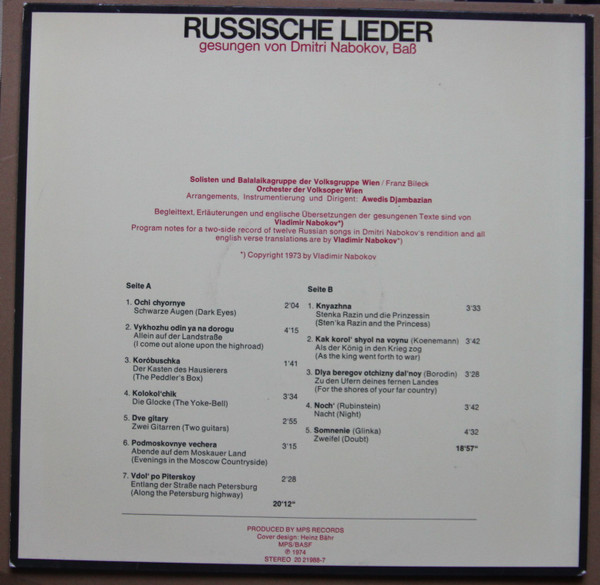 RUSSISCHE LIEDER
gesungen von Dmitri Nabokov, Baß
Solisten und Balalaikagruppe der Volksgruppe Wien / Franz Bileck
Orchester der Volksoper Wien
Arrangements, Instrumentierung und Dirigent: Awedis Djambazian
Begleittext, Erläuterungen und englische Übersetzungen der gesungenen Texte sind von
Vladimir Nabokov*)
Program notes for a two-side record of twelve Russian songs in Dmitri Nabokov's rendition and all
english verse translations are by Vladimir Nabokov*)
*) Copyright 1973 by Vladimir Nabokov
Seite A
1. Ochi chyornye 2'04
Schwarze Augen (Dark Eyes)
2. Vykhozhu odin ya na dorogu 4'15
Allein auf der Landstraße
(I come out alone upon the highroad)
3. Koróbuschka 1'41
Der Kasten des Hausierers
(The Peddler's Box)
4. Kolokol'chik 3'34
Die Glocke (The Yoke-Bell)
5. Dve gitary 2'55
Zwei Gitarren (Two guitars)
6. Podmoskovnye vechera 3'15
Abende auf dem Moskauer Land
(Evenings in the Moscow Countryside)
7. Vdol' po Piterskoy 2'28
Entlang der Straße nach Petersburg
(Along the Petersburg highway)
20'12"
Seite B
1. Knyazhna 3'33
Stenka Razin und die Prinzessin
(Sten'ka Razin and the Princess)
2. Kak korol' shyol na voynu (Koenemann) 3'42
Als der König in den Krieg zog
(As the king went forth to war)
3. Dlya beregov otchizny dal'noy (Borodin) 3'28
Zu den Ufern deines fernen Landes
(For the shores of your far country)
4. Noch' (Rubinstein) 3'42
Nacht (Night)
5. Somnenie (Glinka) 4'32
Zweifel (Doubt)
18'57"
PRODUCED BY MPS RECORDS
Cover design: Heinz Bähr
MPS/BASF
℗ 1974
STEREO 20 21988-7